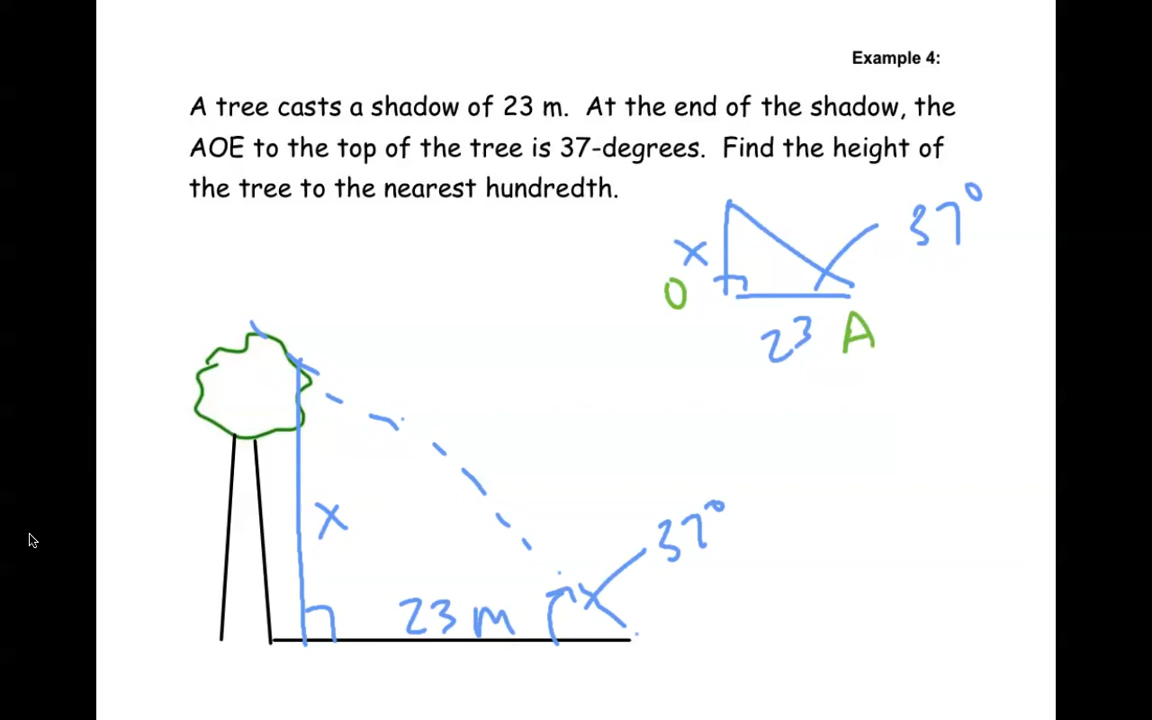 Example 4:
A tree casts a shadow of 23 m. At the end of the shadow, the
AOE to the top of the tree is 37-degrees. Find the height of
the tree to the nearest hundredth.
37°
x
O
23 A
x
37°
23 m